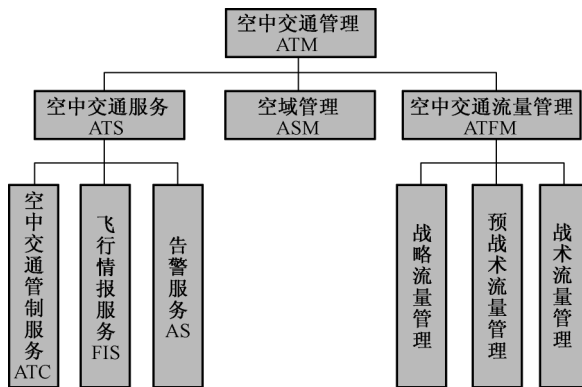 空中交通管理
ATM
空中交通服务
ATS
空域管理
ASM
空中交通流量管理
ATFM
空中交通管制服务
ATC
飞行情报服务
FIS
告警服务
AS
战略流量管理
预战术流量管理
战术流量管理